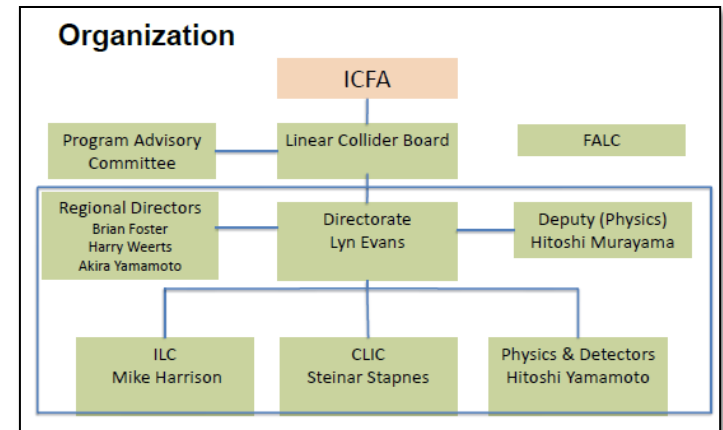 Organization
ICFA
Program Advisory
Committee
Linear Collider Board
FALC
Regional Directors
Brian Foster
Harry Weerts
Akira Yamamoto
Directorate
Lyn Evans
Deputy (Physics)
Hitoshi Murayama
ILC
Mike Harrison
CLIC
Steinar Stapnes
Physics & Detectors
Hitoshi Yamamoto